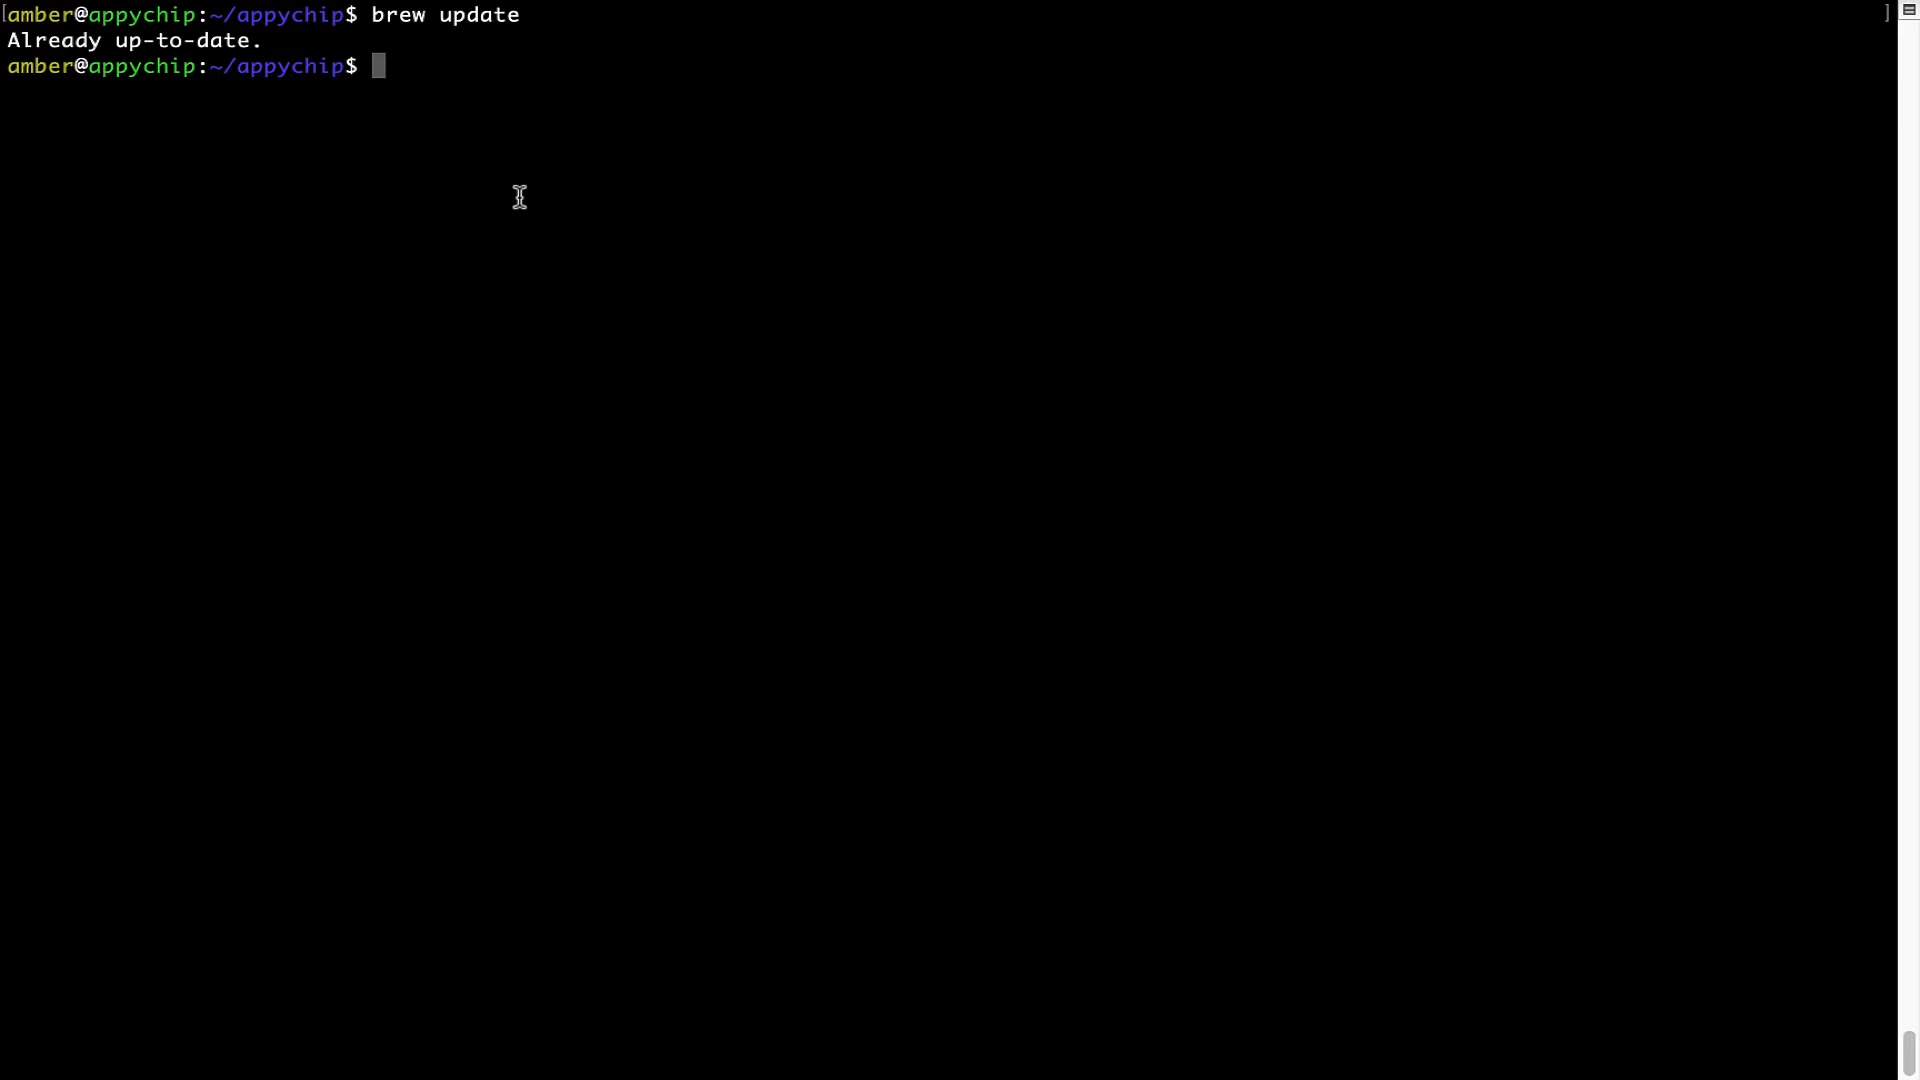 [amber@appychip:~/appychip$ brew update ]
Already up-to-date.
amber@appychip:~/appychip$